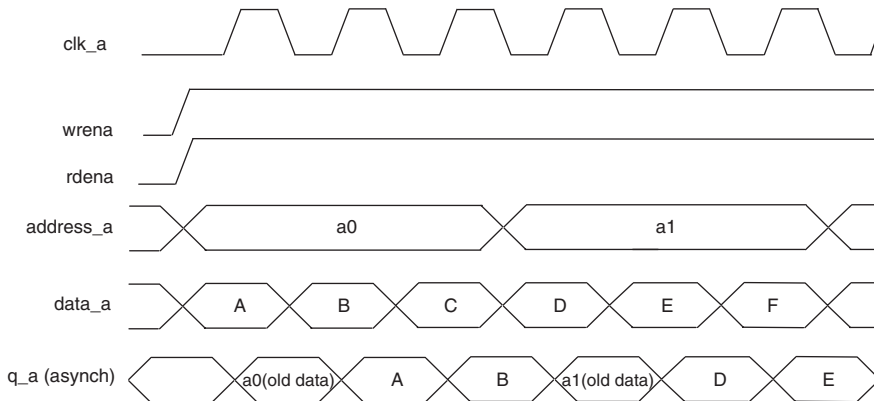 clk_a
wrena
rdena
address_a
a0
a1
data_a
A
B
C
D
E
F
q_a (asynch)
a0(old data)
A
B
a1(old data)
D
E